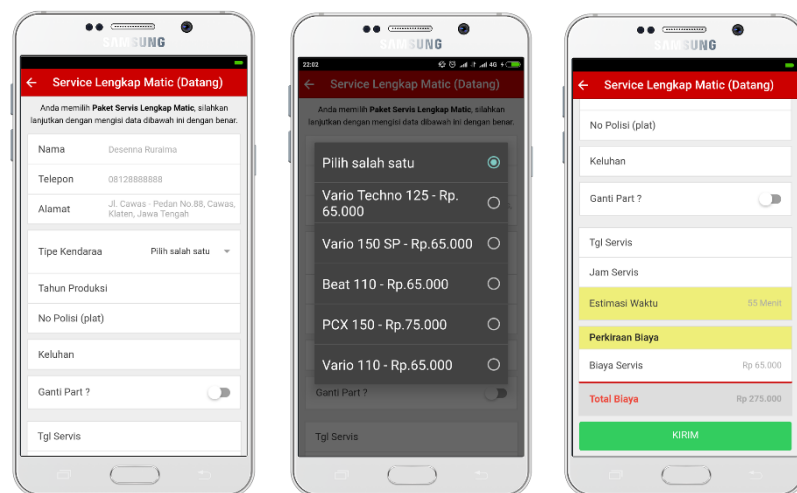 SAMSUNG
Service Lengkap Matic (Datang)
Anda memilih Paket Servis Lengkap Matic, silahkan
lanjutkan dengan mengisi data dibawah ini dengan benar.
Nama Desenna Ruraima
Telepon 08128888888
Alamat Jl. Cawas - Pedan No.88, Cawas,
Klaten, Jawa Tengah
Tipe Kendaraa Pilih salah satu
Tahun Produksi
No Polisi (plat)
Keluhan
Ganti Part ?
Tgl Servis
SAMSUNG
22:02 4G
Service Lengkap Matic (Datang)
Anda memilih Paket Servis Lengkap Matic, silahkan
lanjutkan dengan mengisi data dibawah ini dengan benar.
Pilih salah satu
Vario Techno 125 - Rp.
65.000
Vario 150 SP - Rp.65.000
Beat 110 - Rp.65.000
PCX 150 - Rp.75.000
Vario 110 - Rp.65.000
Ganti Part ?
Tgl Servis
SAMSUNG
Service Lengkap Matic (Datang)
No Polisi (plat)
Keluhan
Ganti Part ?
Tgl Servis
Jam Servis
Estimasi Waktu 55 Menit
Perkiraan Biaya
Biaya Servis Rp 65.000
Total Biaya Rp 275.000
KIRIM